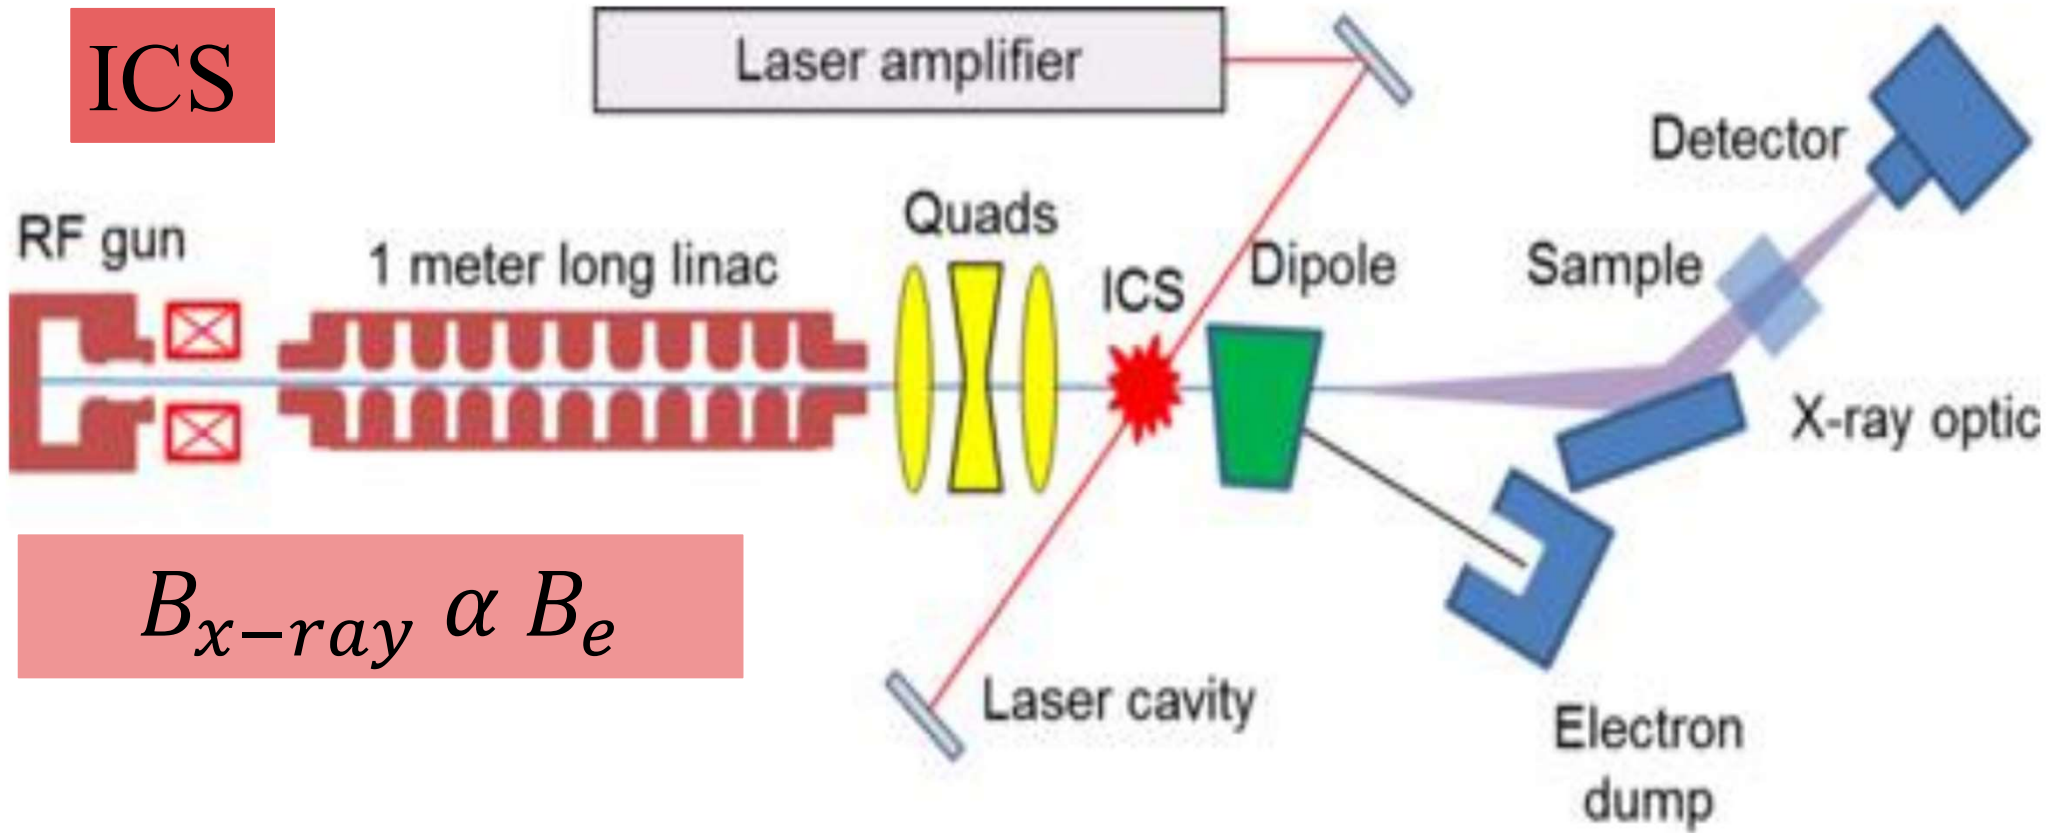 ICS
Laser amplifier
Detector
RF gun
1 meter long linac
Quads
ICS
Dipole
Sample
X-ray optic
B_{x-ray} α B_e
Laser cavity
Electron
dump